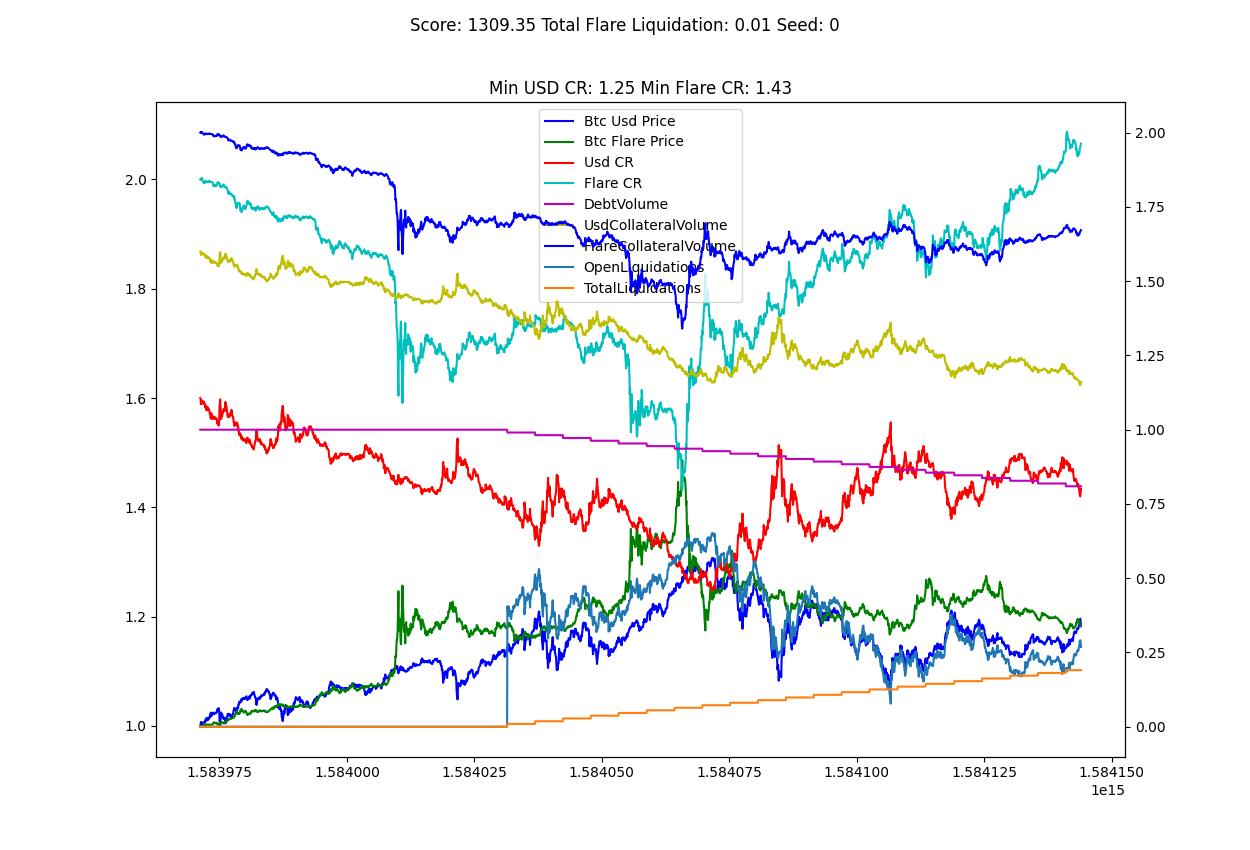 Score: 1309.35 Total Flare Liquidation: 0.01 Seed: 0
Min USD CR: 1.25 Min Flare CR: 1.43
Btc Usd Price
Btc Flare Price
Usd CR
Flare CR
DebtVolume
UsdCollateralVolume
FlareCollateralVolume
OpenLiquidations
TotalLiquidations
2.0
1.8
1.6
1.4
1.2
1.0
2.00
1.75
1.50
1.25
1.00
0.75
0.50
0.25
0.00
1.583975 1.584000 1.584025 1.584050 1.584075 1.584100 1.584125 1.584150
1e15